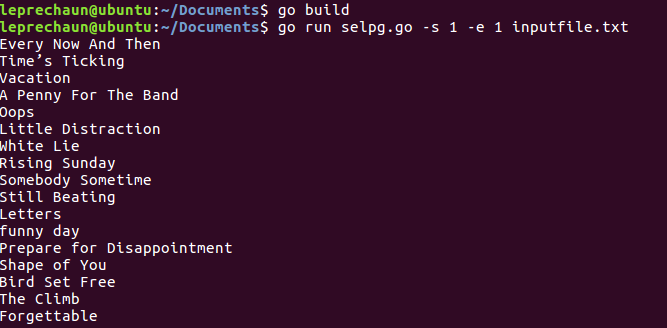 leprechaun@ubuntu:~/Documents$ go build
leprechaun@ubuntu:~/Documents$ go run selpg.go -s 1 -e 1 inputfile.txt
Every Now And Then
Time’s Ticking
Vacation
A Penny For The Band
Oops
Little Distraction
White Lie
Rising Sunday
Somebody Sometime
Still Beating
Letters
funny day
Prepare for Disappointment
Shape of You
Bird Set Free
The Climb
Forgettable